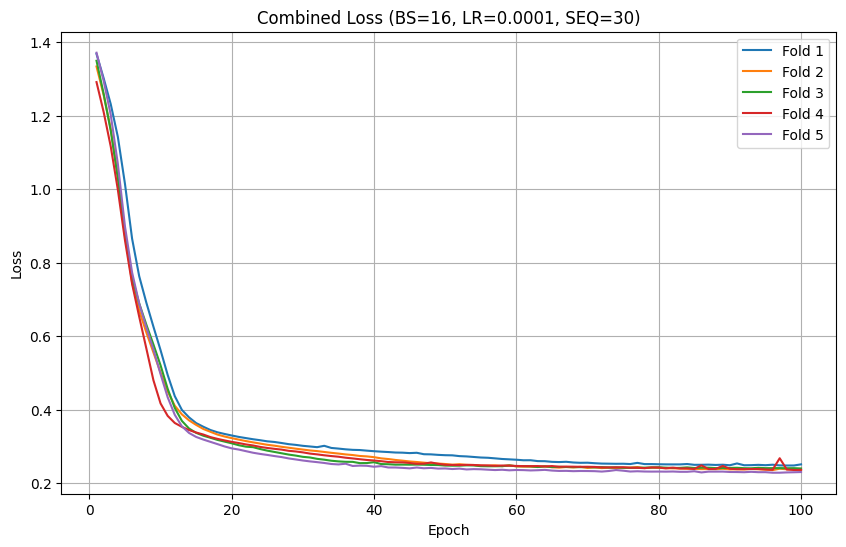 Combined Loss (BS=16, LR=0.0001, SEQ=30)
Fold 1
Fold 2
Fold 3
Fold 4
Fold 5
Loss
1.4
1.2
1.0
0.8
0.6
0.4
0.2
0 20 40 60 80 100
Epoch